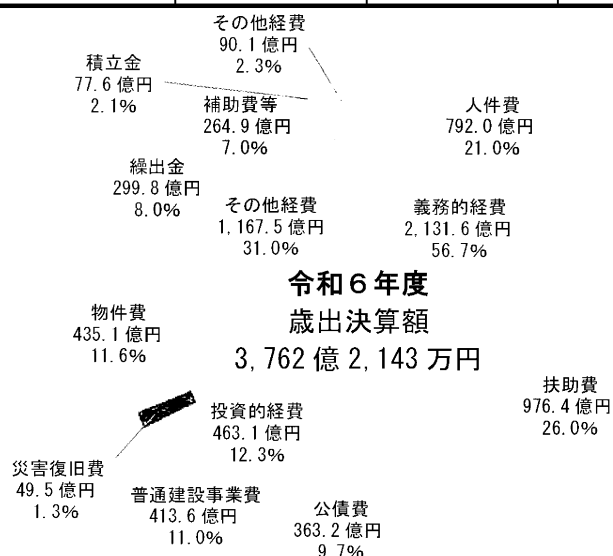 その他経費
90.1 億円
2.3%
積立金
77.6 億円
2.1%
補助費等
264.9 億円
7.0%
人件費
792.0 億円
21.0%
繰出金
299.8 億円
8.0%
その他経費
1,167.5 億円
31.0%
義務的経費
2,131.6 億円
56.7%
令和６年度
歳出決算額
3,762 億 2,143 万円
物件費
435.1 億円
11.6%
扶助費
976.4 億円
26.0%
投資的経費
463.1 億円
12.3%
災害復旧費
49.5 億円
1.3%
普通建設事業費
413.6 億円
11.0%
公債費
363.2 億円
9.7%